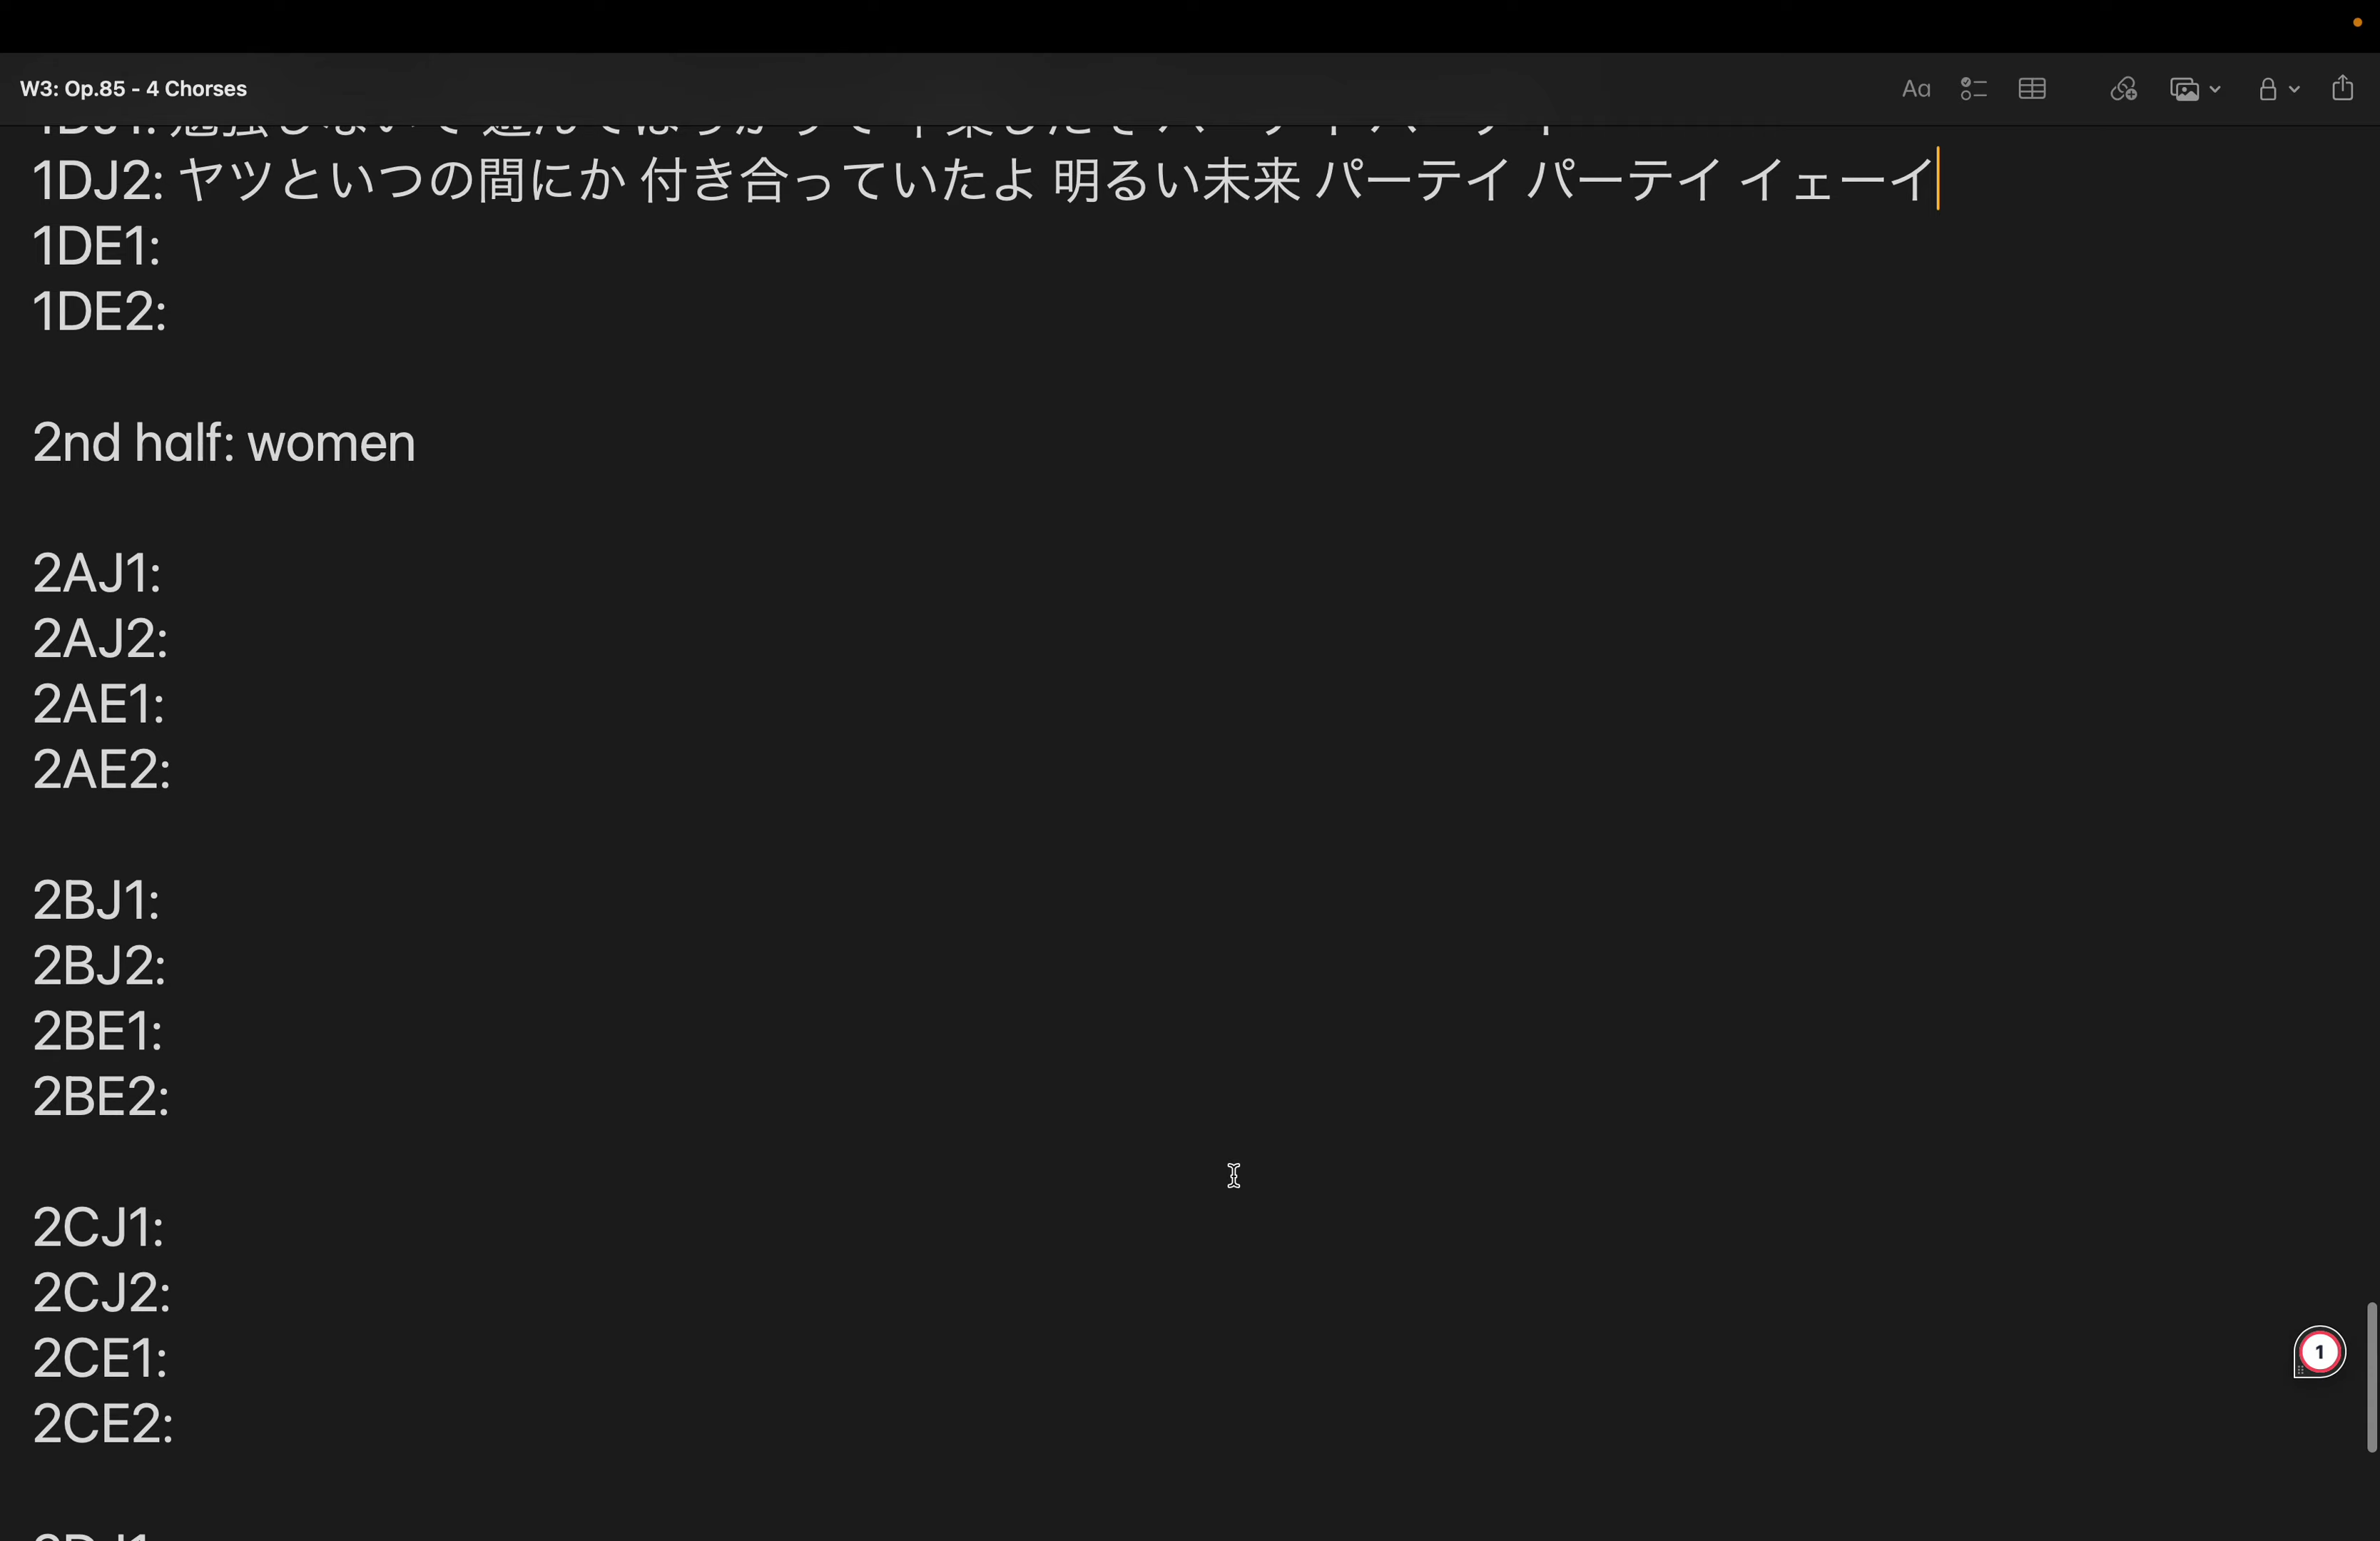 W3: Op.85 - 4 Chorses
Aa
1DJ2: ヤツといつの間にか 付き合っていたよ 明るい未来 パーテイ パーテイ イェーイ
1DE1:
1DE2:
2nd half: women
2AJ1:
2AJ2:
2AE1:
2AE2:
2BJ1:
2BJ2:
2BE1:
2BE2:
2CJ1:
2CJ2:
2CE1:
2CE2:
1